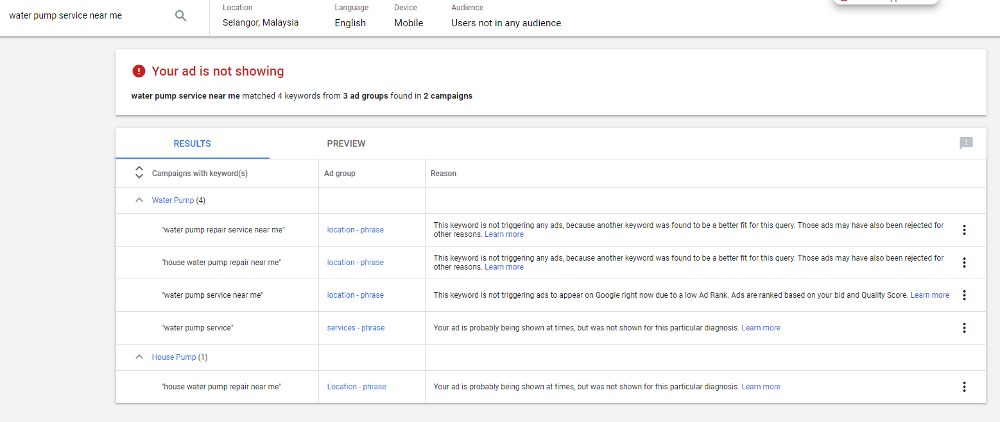 water pump service near me
Location
Selangor, Malaysia
Language
English
Device
Mobile
Audience
Users not in any audience
Your ad is not showing
water pump service near me matched 4 keywords from 3 ad groups found in 2 campaigns
RESULTS
PREVIEW
Campaigns with keyword(s)
Ad group
Reason
Water Pump (4)
"water pump repair service near me"
location - phrase
This keyword is not triggering any ads, because another keyword was found to be a better fit for this query. Those ads may have also been rejected for
other reasons. Learn more
"house water pump repair near me"
location - phrase
This keyword is not triggering any ads, because another keyword was found to be a better fit for this query. Those ads may have also been rejected for
other reasons. Learn more
"water pump service near me"
location - phrase
This keyword is not triggering ads to appear on Google right now due to a low Ad Rank. Ads are ranked based on your bid and Quality Score. Learn more
"water pump service"
services - phrase
Your ad is probably being shown at times, but was not shown for this particular diagnosis. Learn more
House Pump (1)
"house water pump repair near me"
Location - phrase
Your ad is probably being shown at times, but was not shown for this particular diagnosis. Learn more